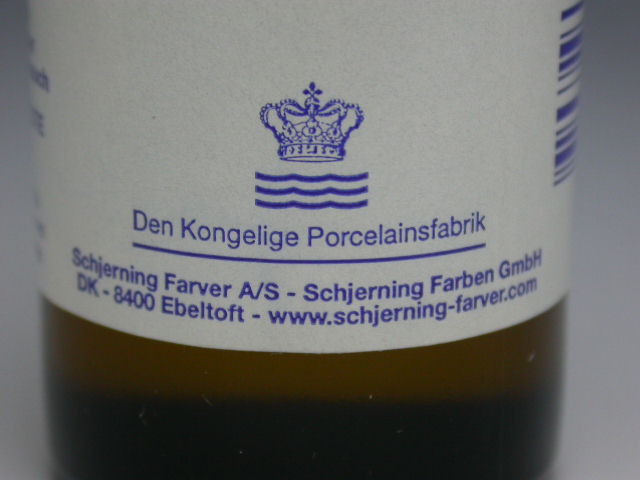 Den Kongelige Porcelainsfabrik
Schjerning Farver A/S - Schjerning Farben GmbH
DK - 8400 Ebeltoft - www.schjerning-farver.com